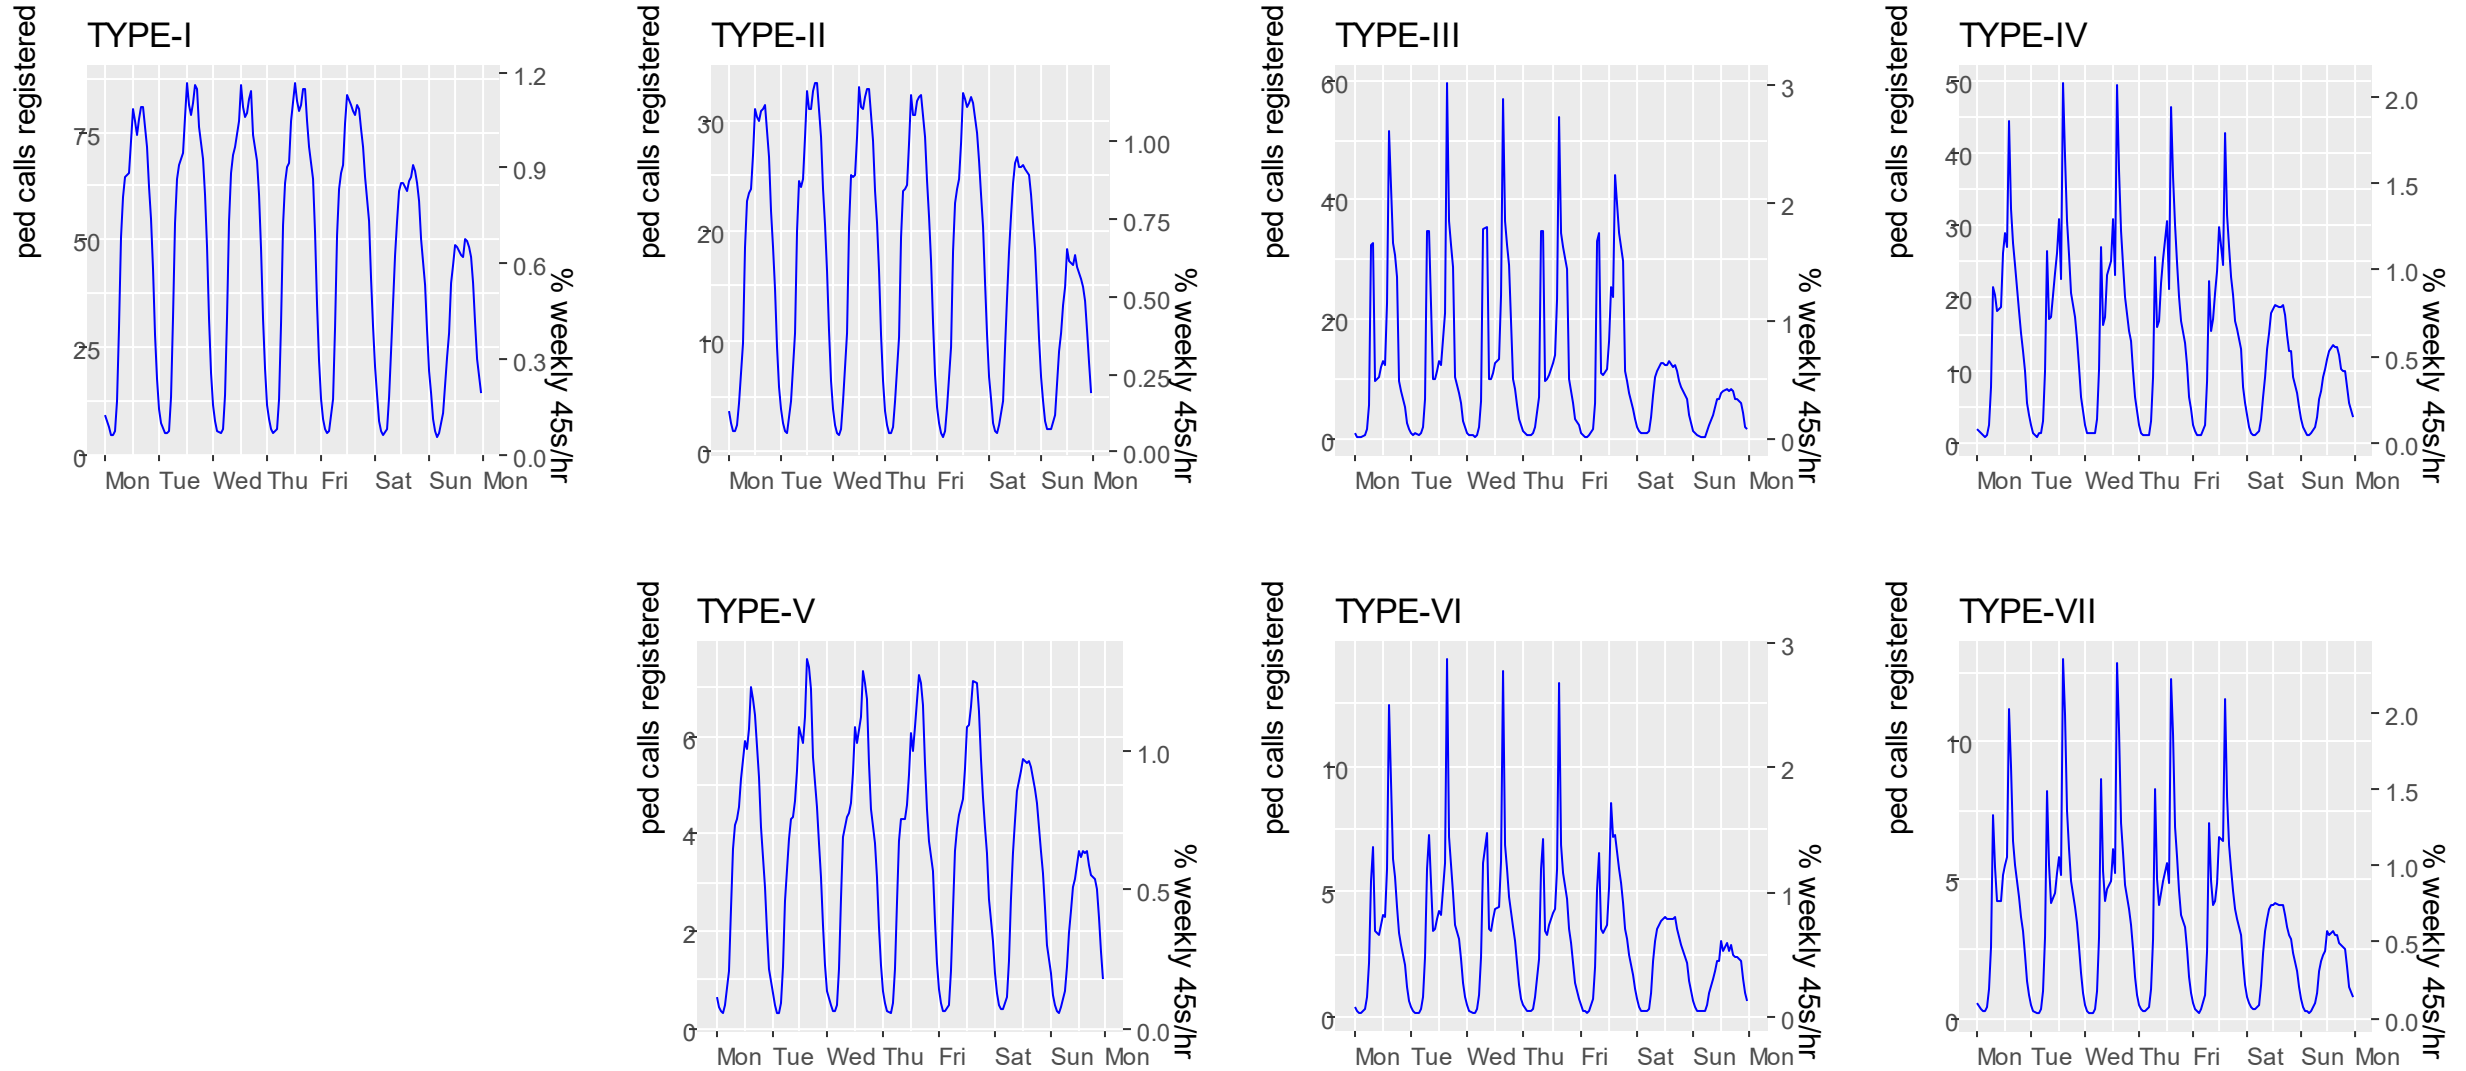 TYPE-I
ped calls registered
75
50
25
0
1.2
0.9
0.6
0.3
0.0
% weekly 45s/hr
Mon Tue Wed Thu Fri Sat Sun Mon
TYPE-II
ped calls registered
30
20
10
0
1.00
0.75
0.50
0.25
0.00
% weekly 45s/hr
Mon Tue Wed Thu Fri Sat Sun Mon
TYPE-III
ped calls registered
60
40
20
0
3
2
1
0
% weekly 45s/hr
Mon Tue Wed Thu Fri Sat Sun Mon
TYPE-IV
ped calls registered
50
40
30
20
10
0
2.0
1.5
1.0
0.5
0.0
% weekly 45s/hr
Mon Tue Wed Thu Fri Sat Sun Mon
TYPE-V
ped calls registered
6
4
2
0
1.0
0.5
0.0
% weekly 45s/hr
Mon Tue Wed Thu Fri Sat Sun Mon
TYPE-VI
ped calls registered
10
5
0
3
2
1
0
% weekly 45s/hr
Mon Tue Wed Thu Fri Sat Sun Mon
TYPE-VII
ped calls registered
10
5
0
2.0
1.5
1.0
0.5
0.0
% weekly 45s/hr
Mon Tue Wed Thu Fri Sat Sun Mon